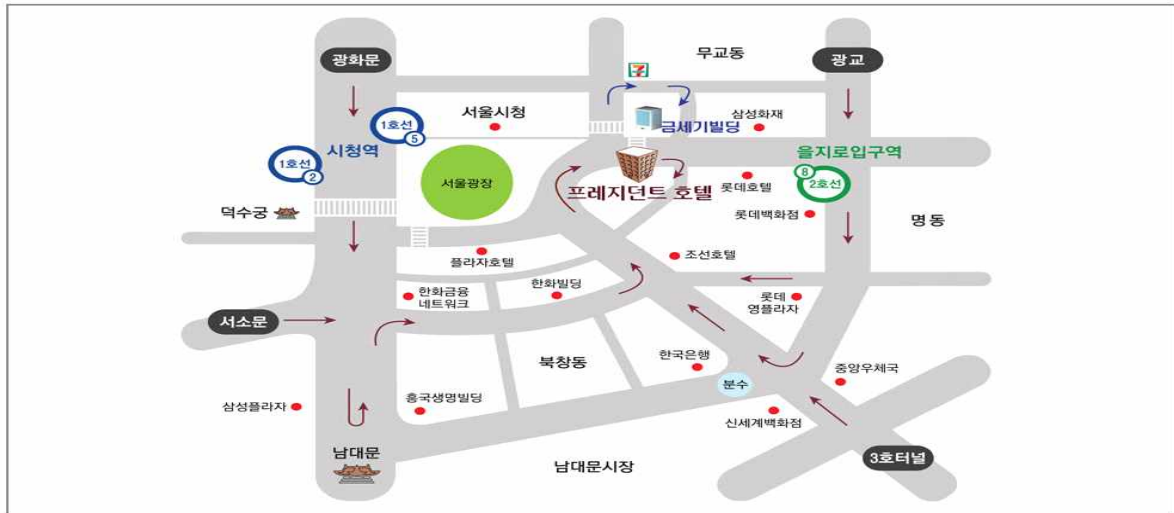 무교동
광화문
광교
7
서울시청
1호선
5
삼성화재
금세기빌딩
시청역
을지로입구역
1호선
2
8
2호선
서울광장
프레지던트 호텔
롯데호텔
덕수궁
롯데백화점
명동
플라자호텔
조선호텔
한화금융
네트워크
한화빌딩
롯데
영플라자
서소문
북창동
한국은행
중앙우체국
분수
삼성플라자
흥국생명빌딩
신세계백화점
남대문
남대문시장
3호터널